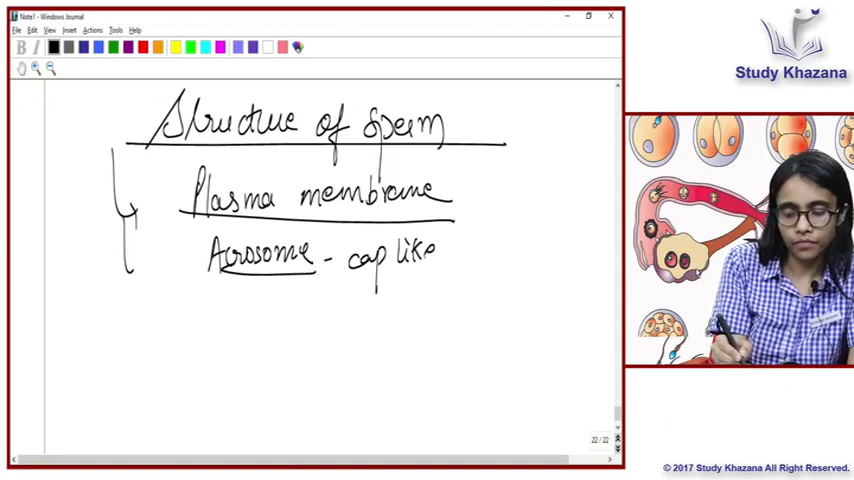 Note1 - Windows Journal
File Edit View Insert Actions Tools Help
B I
Structure of sperm
Plasma membrane
Acrosome - cap like
22 / 22
Study Khazana
© 2017 Study Khazana All Right Reserved.